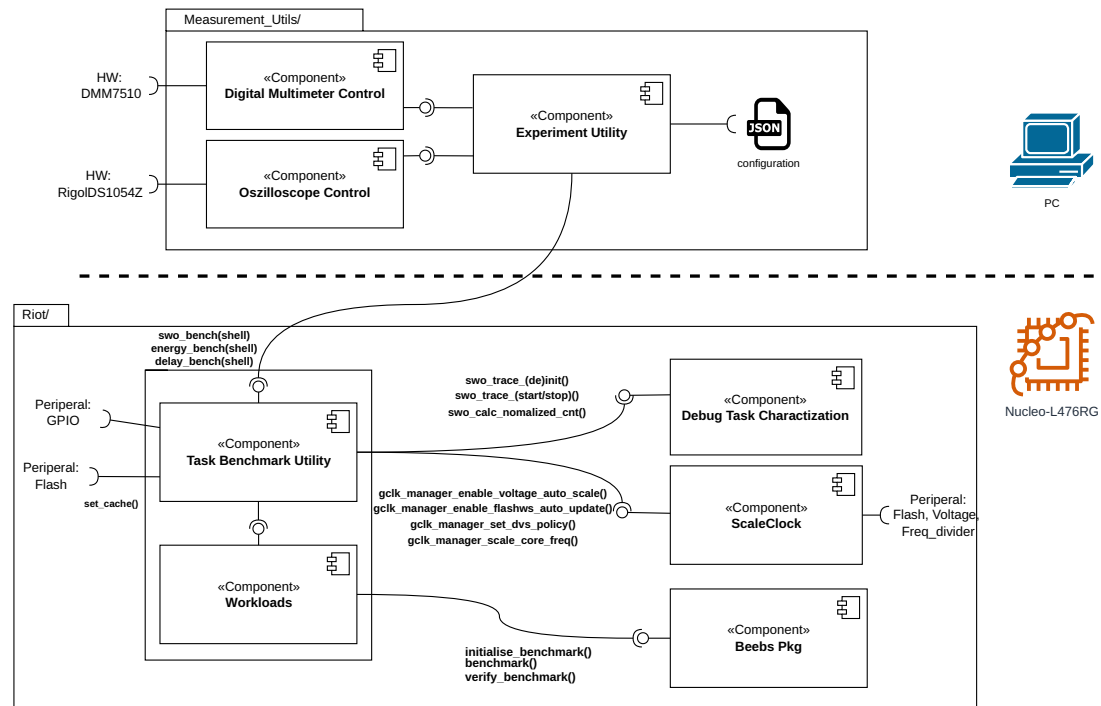 Measurement_Utils/
HW:
DMM7510
«Component»
Digital Multimeter Control
«Component»
Experiment Utility
JSON
configuration
HW:
RigolDS1054Z
«Component»
Oszilloscope Control
PC
Riot/
swo_bench(shell)
energy_bench(shell)
delay_bench(shell)
Periperal:
GPIO
Periperal:
Flash
set_cache()
«Component»
Task Benchmark Utility
swo_trace_(de)init()
swo_trace_(start/stop)()
swo_calc_nomalized_cnt()
«Component»
Debug Task Charactization
Nucleo-L476RG
gclk_manager_enable_voltage_auto_scale()
gclk_manager_enable_flashws_auto_update()
gclk_manager_set_dvs_policy()
gclk_manager_scale_core_freq()
«Component»
ScaleClock
Periperal:
Flash, Voltage,
Freq_divider
«Component»
Workloads
initialise_benchmark()
benchmark()
verify_benchmark()
«Component»
Beebs Pkg